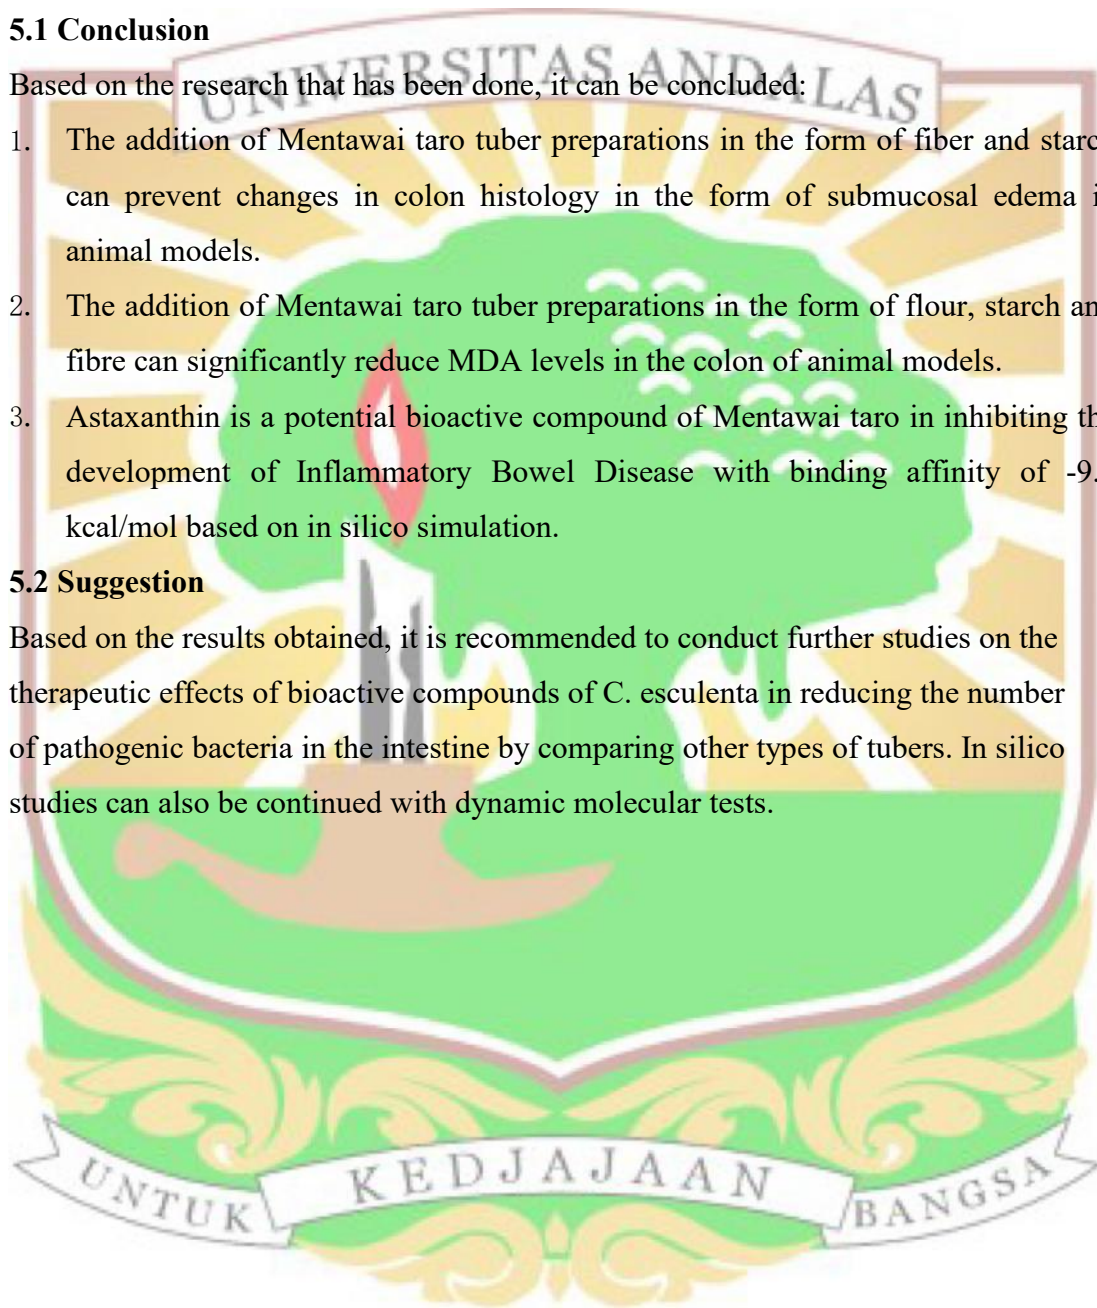 5.1 Conclusion
UNIVERSITAS ANDALAS
Based on the research that has been done, it can be concluded:
1. The addition of Mentawai taro tuber preparations in the form of fiber and starc
can prevent changes in colon histology in the form of submucosal edema i
animal models.
2. The addition of Mentawai taro tuber preparations in the form of flour, starch an
fibre can significantly reduce MDA levels in the colon of animal models.
3. Astaxanthin is a potential bioactive compound of Mentawai taro in inhibiting th
development of Inflammatory Bowel Disease with binding affinity of -9.
kcal/mol based on in silico simulation.
5.2 Suggestion
Based on the results obtained, it is recommended to conduct further studies on the
therapeutic effects of bioactive compounds of C. esculenta in reducing the number
of pathogenic bacteria in the intestine by comparing other types of tubers. In silico
studies can also be continued with dynamic molecular tests.
UNTUK KEDJAJAAN BANGSA